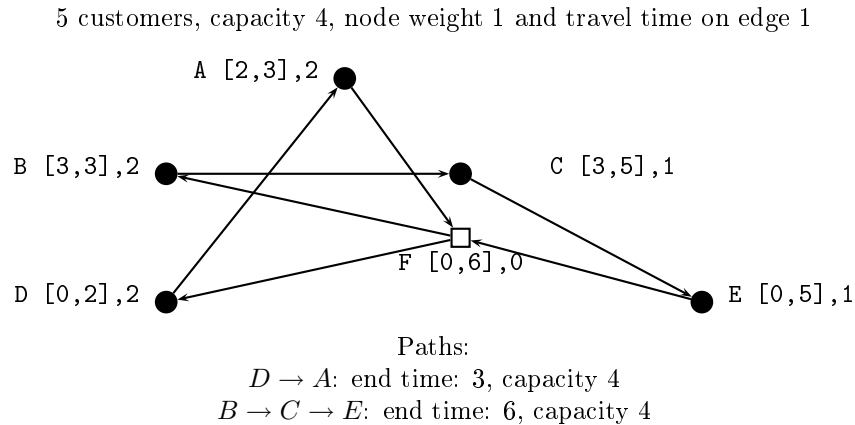 5 customers, capacity 4, node weight 1 and travel time on edge 1
A [2,3],2
B [3,3],2
C [3,5],1
F [0,6],0
D [0,2],2
E [0,5],1
Paths:
D → A: end time: 3, capacity 4
B → C → E: end time: 6, capacity 4